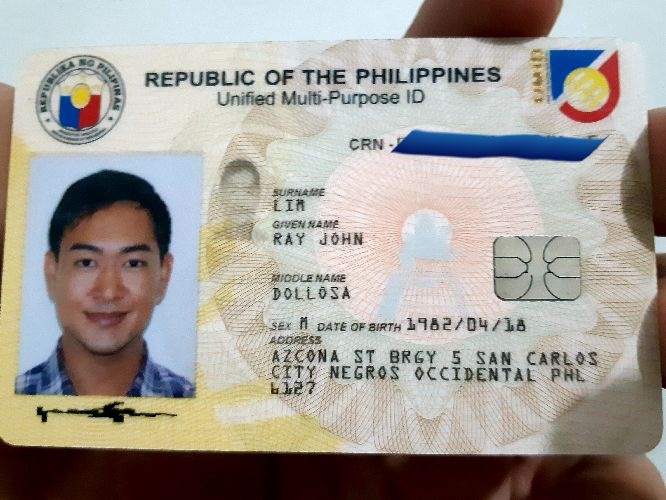 REPUBLIKA NG PILIPINAS
REPUBLIC OF THE PHILIPPINES
Unified Multi-Purpose ID
UMID
CRN -
SURNAME
LIM
GIVEN NAME
RAY JOHN
MIDDLE NAME
DOLLOSA
SEX M DATE OF BIRTH 1982/04/18
ADDRESS
AZCONA ST BRGY 5 SAN CARLOS
CITY NEGROS OCCIDENTAL PHL
6127